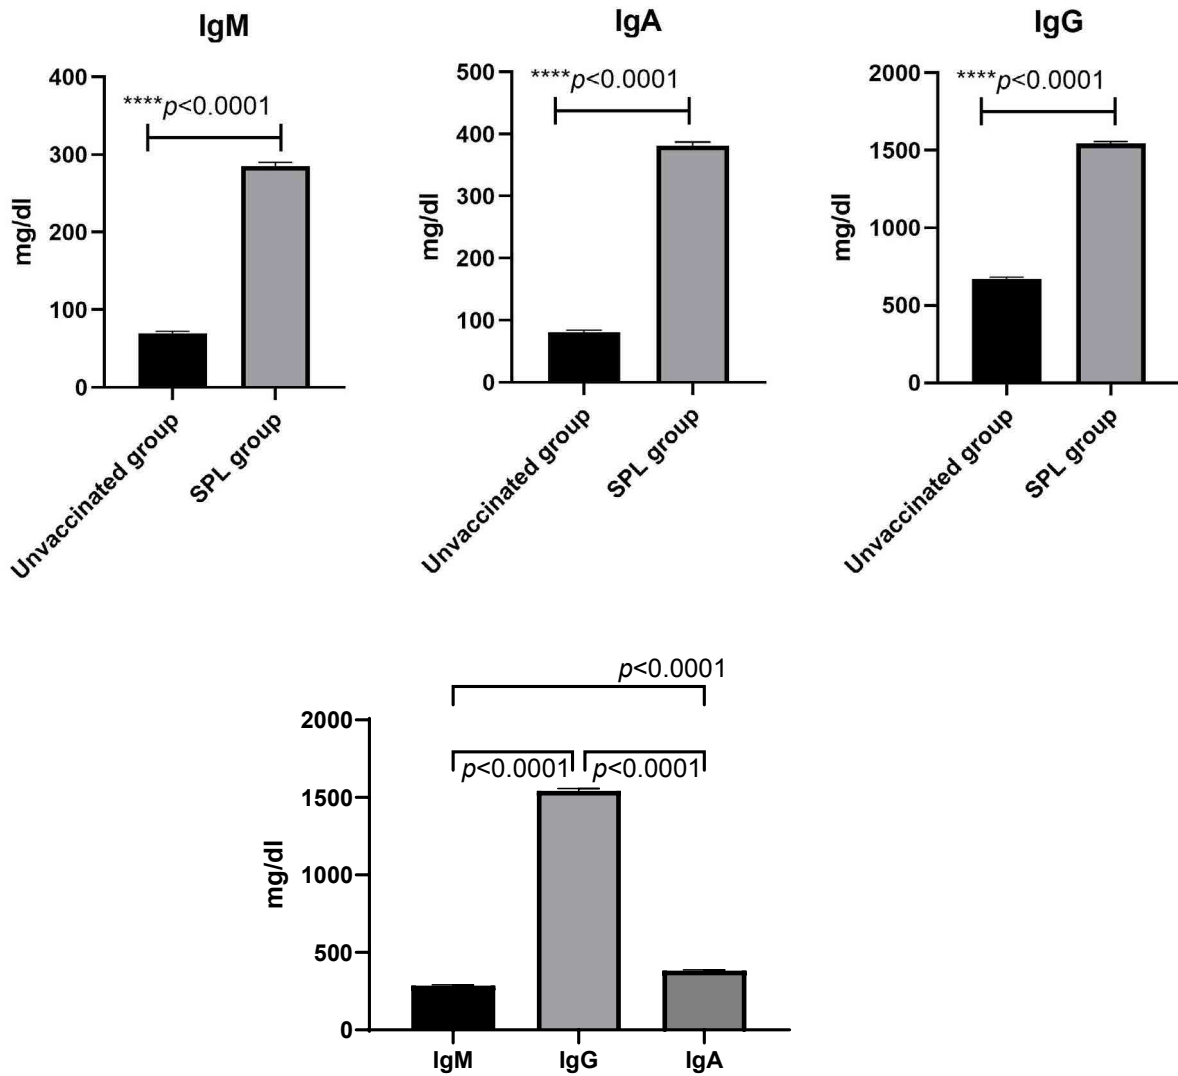 IgM
****p<0.0001
400
300
200
100
0
mg/dl
Unvaccinated group
SPL group
IgA
****p<0.0001
500
400
300
200
100
0
mg/dl
Unvaccinated group
SPL group
IgG
****p<0.0001
2000
1500
1000
500
0
mg/dl
Unvaccinated group
SPL group
p<0.0001
p<0.0001
p<0.0001
2000
1500
1000
500
0
mg/dl
IgM
IgG
IgA